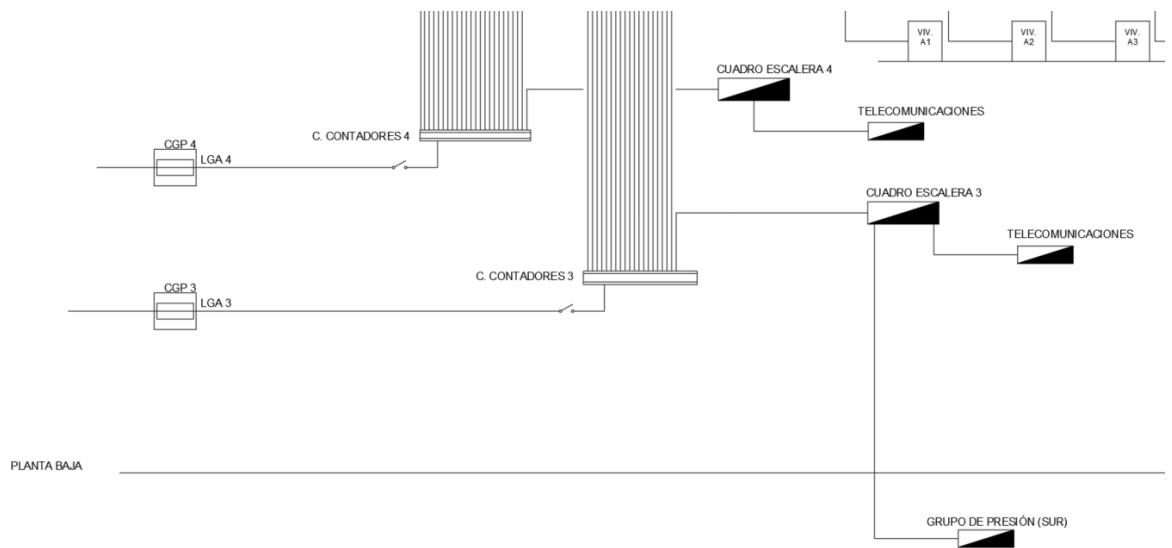 VIV.
A1
VIV.
A2
VIV.
A3
CUADRO ESCALERA 4
TELECOMUNICACIONES
C. CONTADORES 4
CGP 4
LGA 4
CUADRO ESCALERA 3
TELECOMUNICACIONES
C. CONTADORES 3
CGP 3
LGA 3
PLANTA BAJA
GRUPO DE PRESIÓN (SUR)